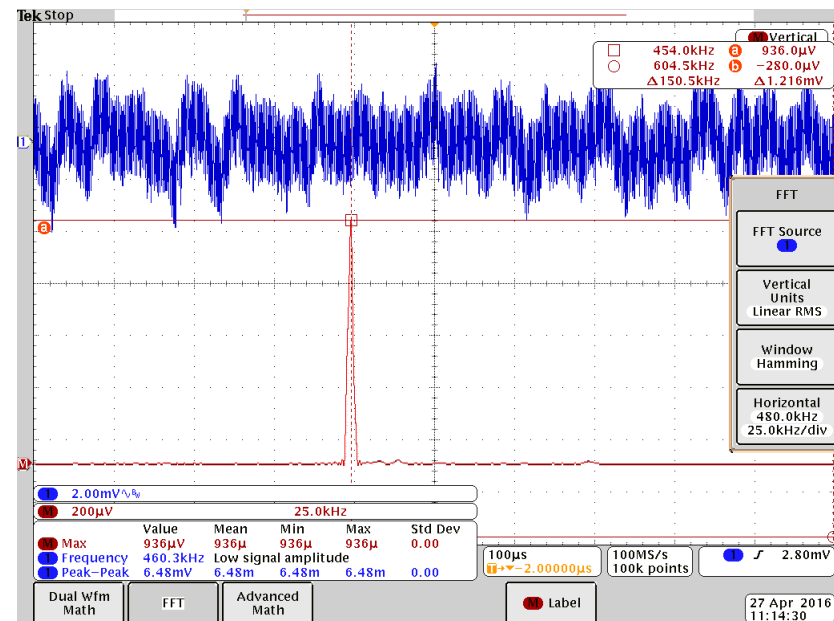 Tek Stop
M Vertical
454.0kHz a 936.0µV
604.5kHz b −280.0µV
Δ150.5kHz Δ1.216mV
1
a
M
FFT
FFT Source
1
Vertical
Units
Linear RMS
Window
Hamming
Horizontal
480.0kHz
25.0kHz/div
1 2.00mV∿BW
M 200µV 25.0kHz
Value Mean Min Max Std Dev
M Max 936µV 936µ 936µ 936µ 0.00
1 Frequency 460.3kHz Low signal amplitude
1 Peak−Peak 6.48mV 6.48m 6.48m 6.48m 0.00
100µs
T→▼−2.00000µs
100MS/s
100k points
1 ∫ 2.80mV
Dual Wfm
Math
FFT
Advanced
Math
M Label
27 Apr 2016
11:14:30